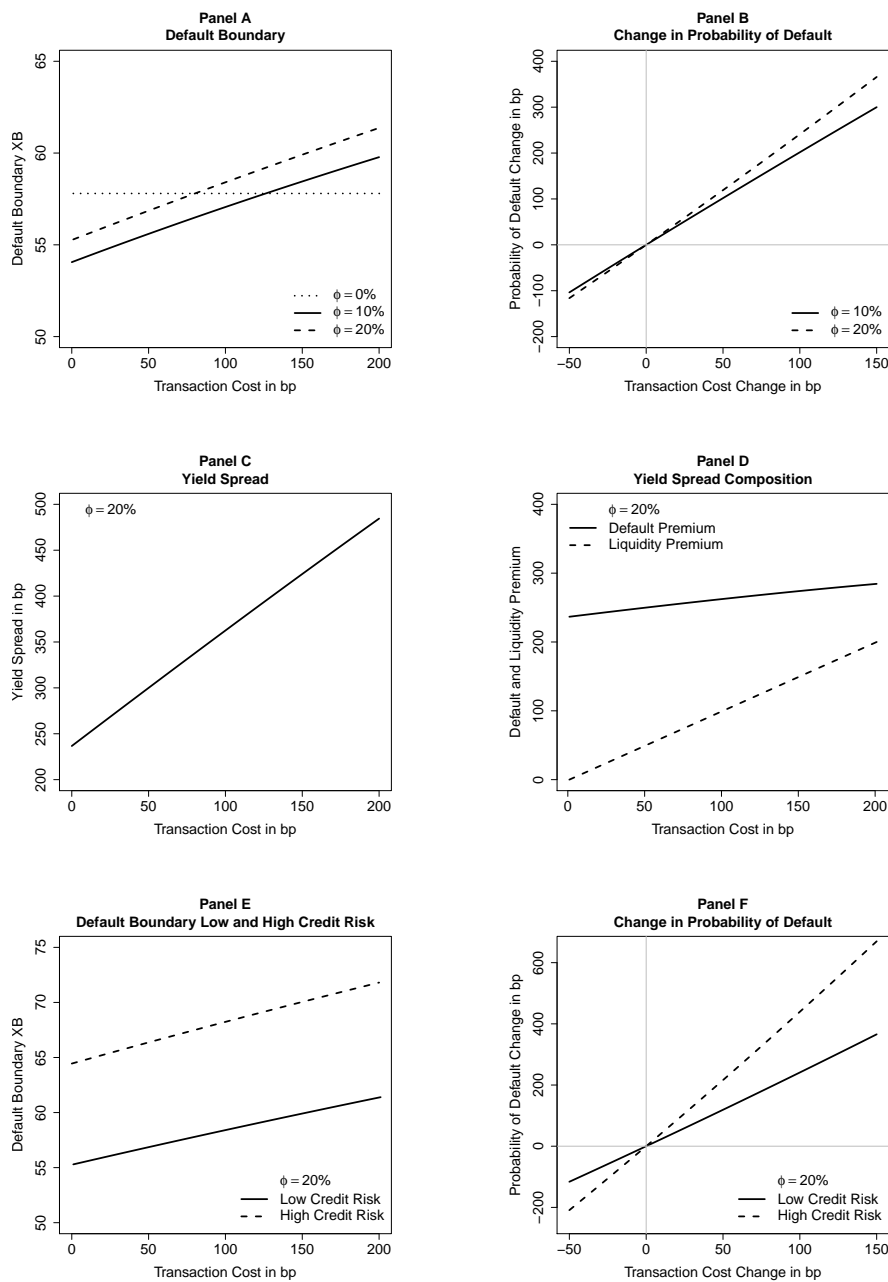 Panel A
Default Boundary
Default Boundary XB
65
60
55
50
ϕ = 0%
ϕ = 10%
ϕ = 20%
0 50 100 150 200
Transaction Cost in bp
Panel B
Change in Probability of Default
Probability of Default Change in bp
400
300
200
100
0
−100
−200
ϕ = 10%
ϕ = 20%
−50 0 50 100 150
Transaction Cost Change in bp
Panel C
Yield Spread
Yield Spread in bp
500
450
400
350
300
250
200
ϕ = 20%
0 50 100 150 200
Transaction Cost in bp
Panel D
Yield Spread Composition
Default and Liquidity Premium
400
300
200
100
0
ϕ = 20%
Default Premium
Liquidity Premium
0 50 100 150 200
Transaction Cost in bp
Panel E
Default Boundary Low and High Credit Risk
Default Boundary XB
75
70
65
60
55
50
ϕ = 20%
Low Credit Risk
High Credit Risk
0 50 100 150 200
Transaction Cost in bp
Panel F
Change in Probability of Default
Probability of Default Change in bp
600
400
200
0
−200
ϕ = 20%
Low Credit Risk
High Credit Risk
−50 0 50 100 150
Transaction Cost Change in bp